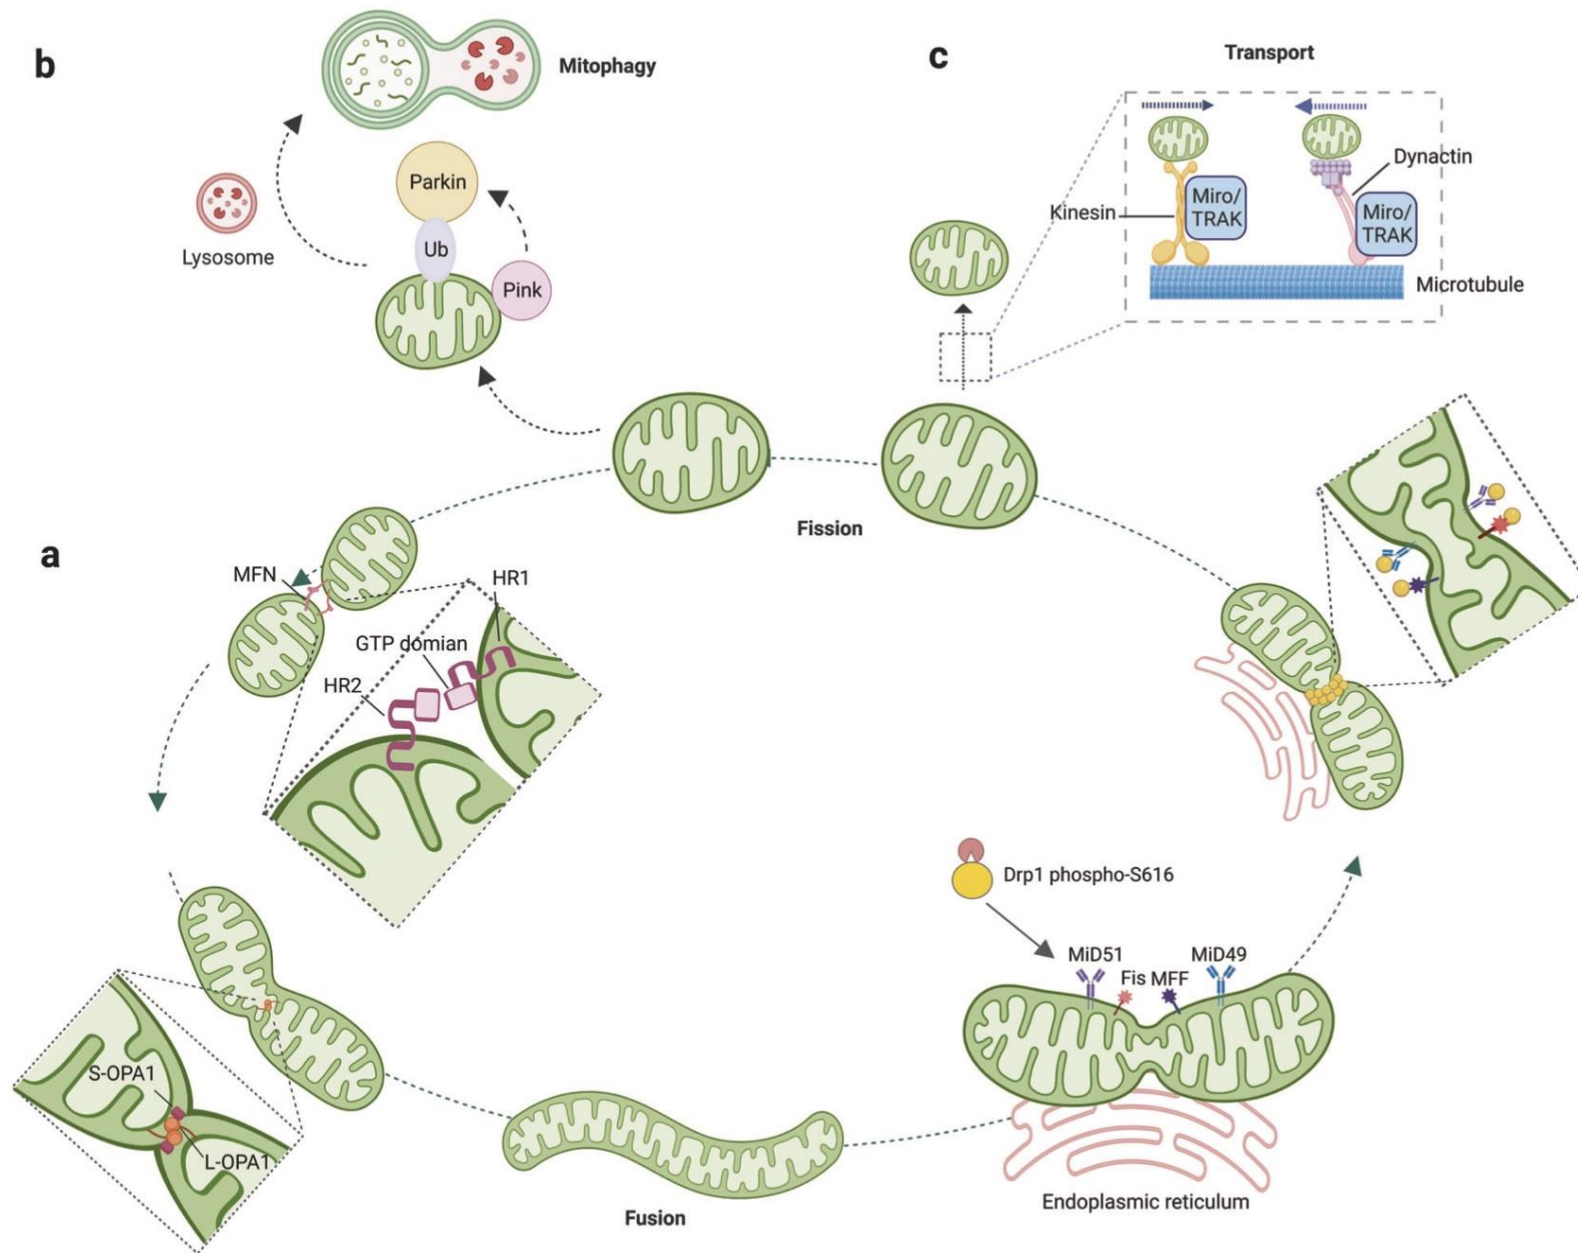 b
Mitophagy
Parkin
Ub
Pink
Lysosome
c
Transport
Dynactin
Kinesin
Miro/
TRAK
Miro/
TRAK
Microtubule
Fission
a
MFN
HR1
GTP domian
HR2
S-OPA1
L-OPA1
Fusion
Drp1 phospho-S616
MiD51
Fis
MFF
MiD49
Endoplasmic reticulum